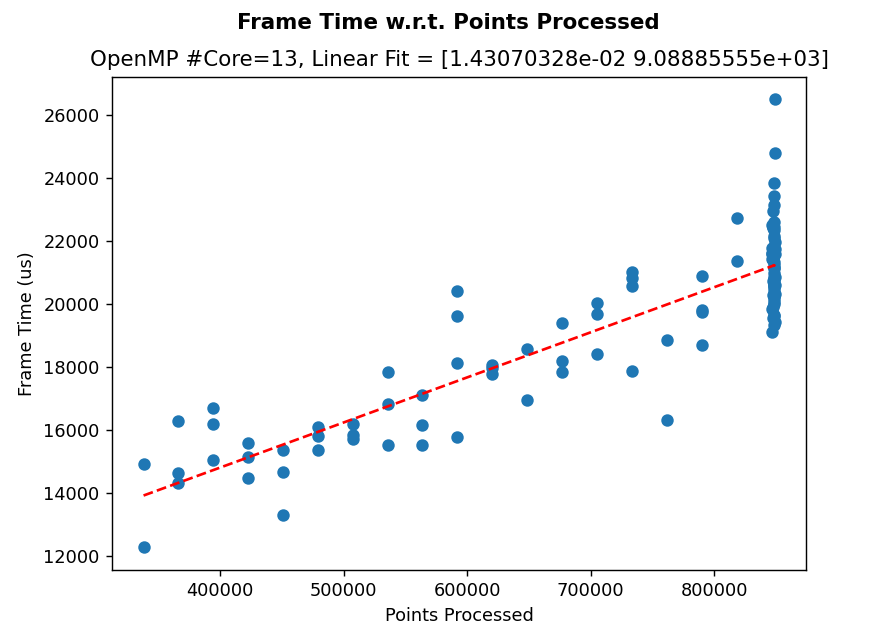 Frame Time w.r.t. Points Processed
OpenMP #Core=13, Linear Fit = [1.43070328e-02 9.08885555e+03]
26000
24000
22000
20000
18000
16000
14000
12000
Frame Time (us)
400000 500000 600000 700000 800000
Points Processed